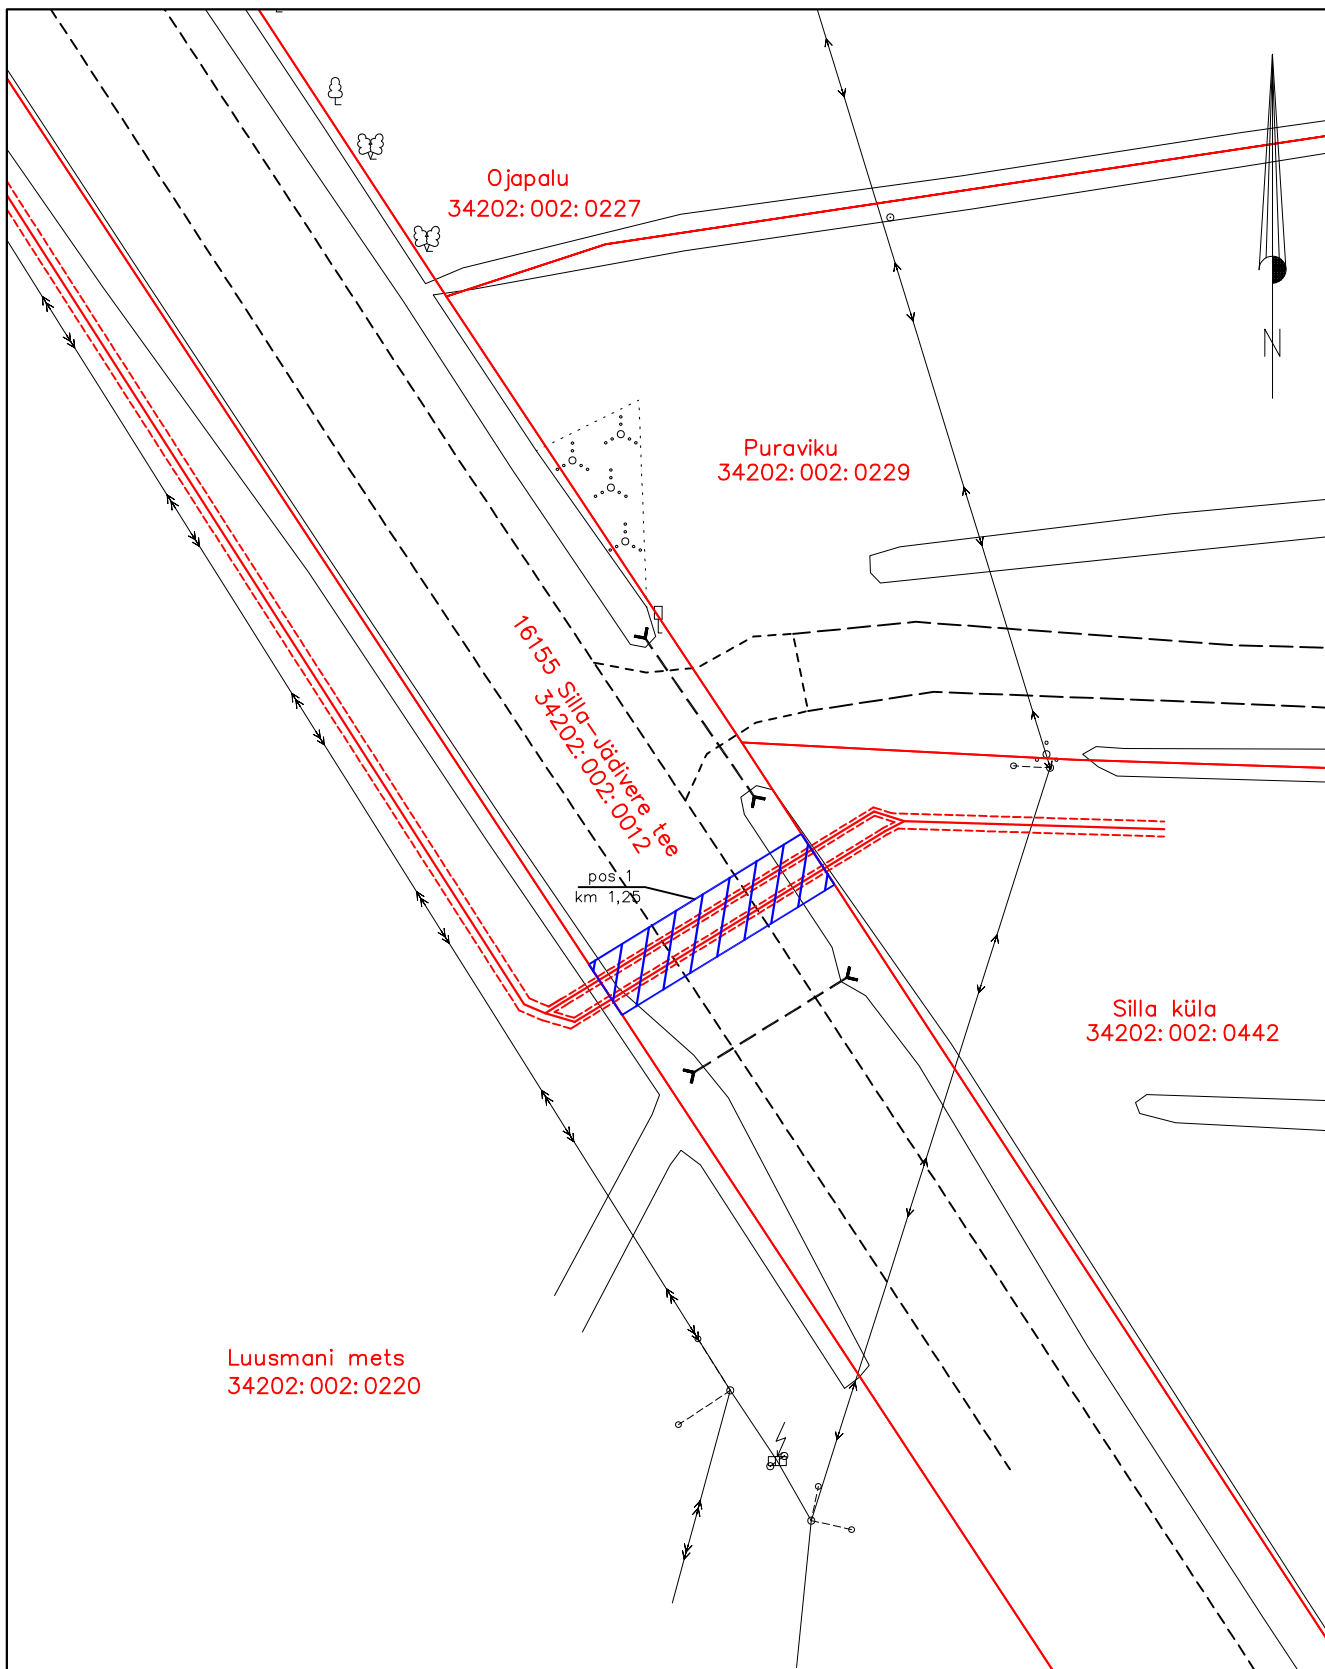 Ojapalu
34202:002:0227
N
Puraviku
34202:002:0229
16155 Silla-Jädivere tee
34202:002:0012
pos 1
km 1,25
Silla küla
34202:002:0442
Luusmani mets
34202:002:0220